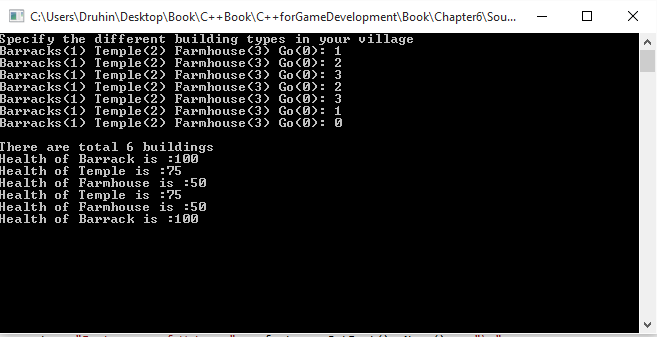 C:\Users\Druhin\Desktop\Book\C++Book\C++forGameDevelopment\Book\Chapter6\Sou...
Specify the different building types in your village
Barracks(1) Temple(2) Farmhouse(3) Go(0): 1
Barracks(1) Temple(2) Farmhouse(3) Go(0): 2
Barracks(1) Temple(2) Farmhouse(3) Go(0): 3
Barracks(1) Temple(2) Farmhouse(3) Go(0): 2
Barracks(1) Temple(2) Farmhouse(3) Go(0): 3
Barracks(1) Temple(2) Farmhouse(3) Go(0): 1
Barracks(1) Temple(2) Farmhouse(3) Go(0): 0
There are total 6 buildings
Health of Barrack is :100
Health of Temple is :75
Health of Farmhouse is :50
Health of Temple is :75
Health of Farmhouse is :50
Health of Barrack is :100